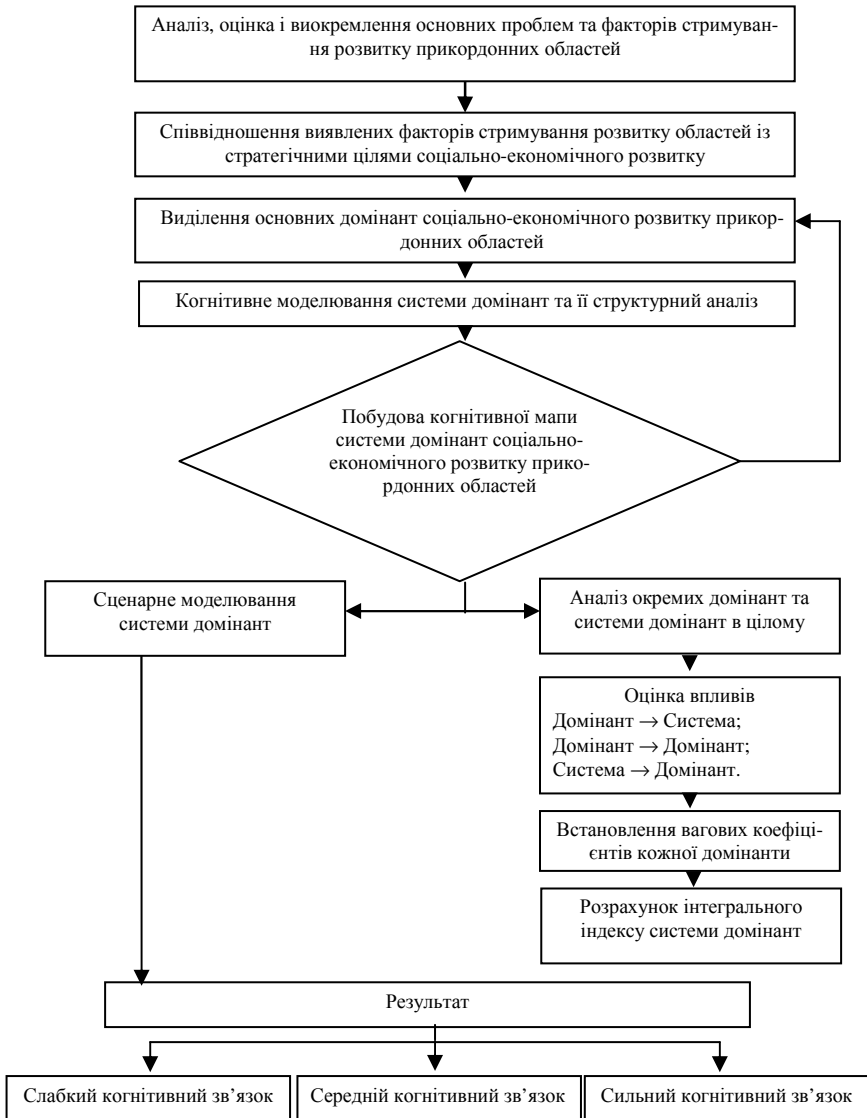 Аналіз, оцінка і виокремлення основних проблем та факторів стримуван-
ня розвитку прикордонних областей
Співвідношення виявлених факторів стримування розвитку областей із
стратегічними цілями соціально-економічного розвитку
Виділення основних домінант соціально-економічного розвитку прикор-
донних областей
Когнітивне моделювання системи домінант та її структурний аналіз
Побудова когнітивної мапи
системи домінант соціально-
економічного розвитку прико-
рдонних областей
Сценарне моделювання
системи домінант
Аналіз окремих домінант та
системи домінант в цілому
Оцінка впливів
Домінант → Система;
Домінант → Домінант;
Система → Домінант.
Встановлення вагових коефіці-
єнтів кожної домінанти
Розрахунок інтегрального
індексу системи домінант
Результат
Слабкий когнітивний зв’язок
Середній когнітивний зв’язок
Сильний когнітивний зв’язок